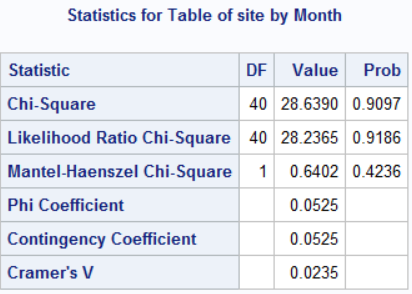 Statistics for Table of site by Month
Statistic DF Value Prob
Chi-Square 40 28.6390 0.9097
Likelihood Ratio Chi-Square 40 28.2365 0.9186
Mantel-Haenszel Chi-Square 1 0.6402 0.4236
Phi Coefficient 0.0525
Contingency Coefficient 0.0525
Cramer's V 0.0235